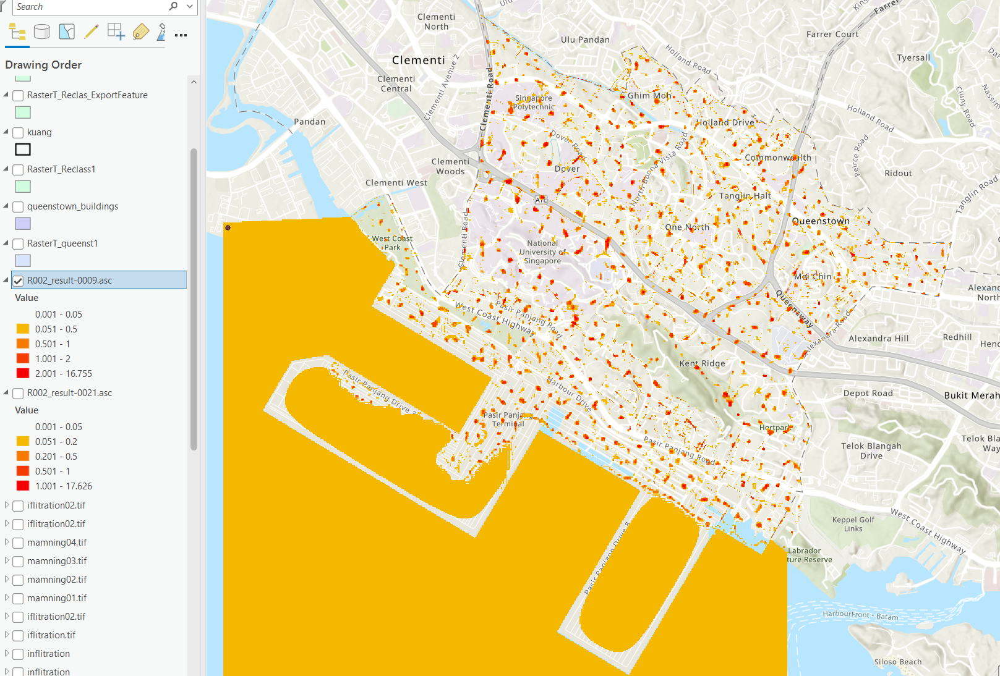 Search
Drawing Order
RasterT_Reclas_ExportFeature
kuang
RasterT_Reclass1
queenstown_buildings
RasterT_queenst1
R002_result-0009.asc
Value
0.001 - 0.05
0.051 - 0.5
0.501 - 1
1.001 - 2
2.001 - 16.755
R002_result-0021.asc
Value
0.001 - 0.05
0.051 - 0.2
0.201 - 0.5
0.501 - 1
1.001 - 17.626
iflitration02.tif
iflitration02.tif
mamning04.tif
mamning03.tif
mamning02.tif
mamning01.tif
iflitration02.tif
iflitration.tif
inflitration
inflitration
Clementi
North
Ulu Pandan
Farrer Court
Farrer
Tyersall
Clementi
Clementi Avenue 2
Holland Road
Clementi
Central
Clementi Road
Ghim Moh
Cluny Road
Singapore
Polytechnic
Pandan
Holland Drive
Holland Road
Dover Road
Commonwealth
Peirce Road
Clementi
Woods
Dover
North Buona Vista Road
Ridout
Clementi West
Tanglin Halt
Tanglin Road
AYE
Queenstown
Clementi Road
One North
West Coast
Park
National
University of
Singapore
Mei Chin
Alexandra
North
Queensway
West Coast Highway
Pasir Panjang Road
Alexandra Road
Alexandra Hill
Redhill
Kent Ridge
Pasir Panjang Drive 3
Harbour Drive
Depot Road
Bukit Merah
Pasir Panjang
Terminal
Hortpark
Pasir Panjang Road
Telok Blangah
Drive
Telok Bla
Way
Pasir Panjang Drive 8
Keppel Golf
Links
West Coast Highway
Labrador
ture Reserve
HarbourFront - Batam
Siloso Beach